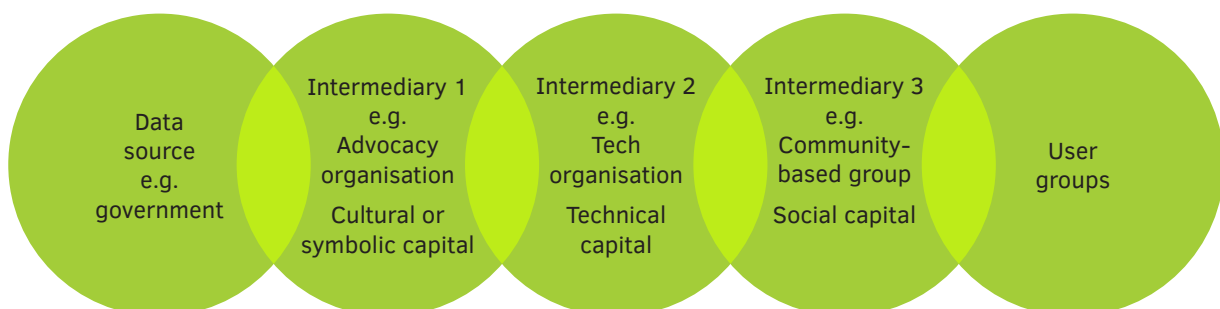 Data
source
e.g.
government
Intermediary 1
e.g.
Advocacy
organisation
Cultural or
symbolic capital
Intermediary 2
e.g.
Tech
organisation
Technical
capital
Intermediary 3
e.g.
Community-
based group
Social capital
User
groups